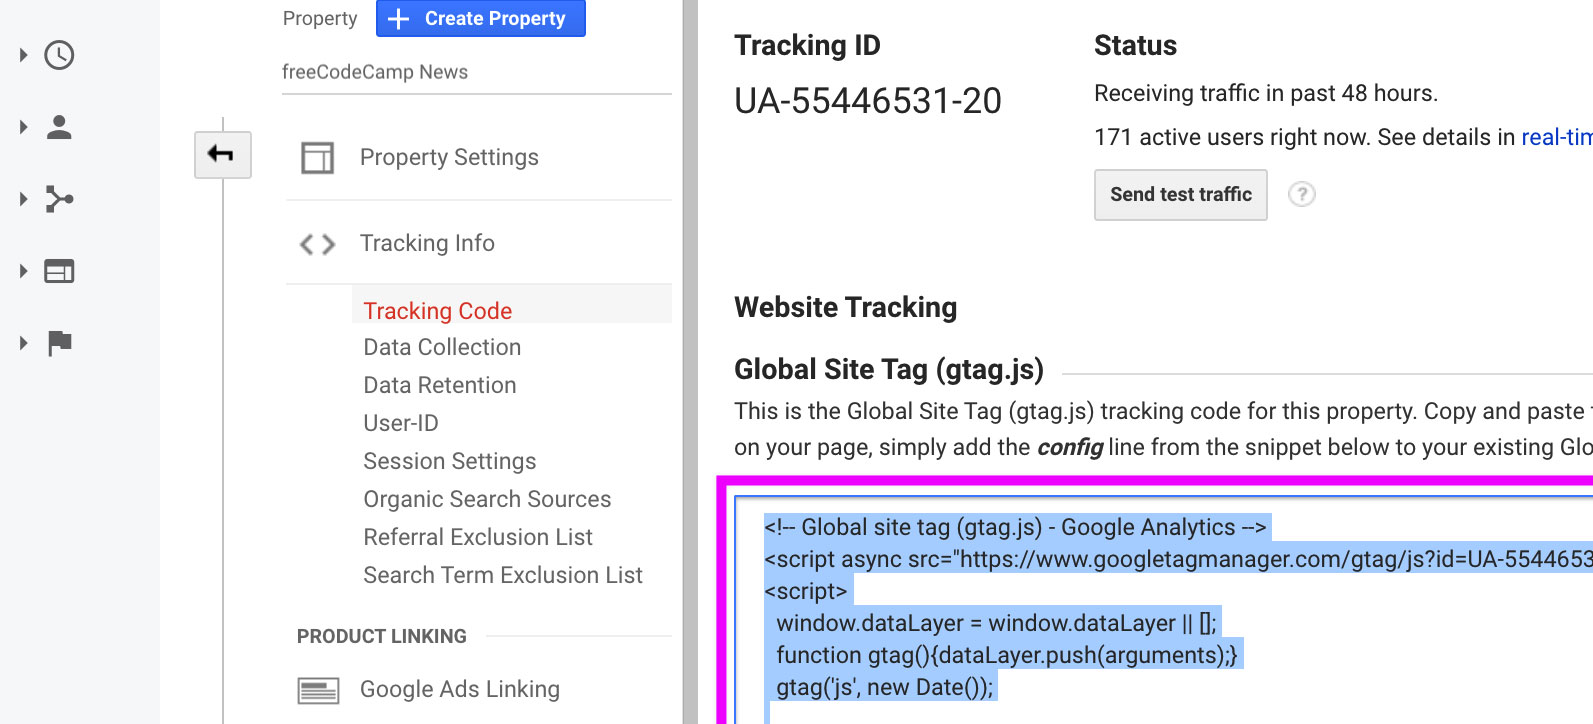 Property
Create Property
freeCodeCamp News
Property Settings
Tracking Info
Tracking Code
Data Collection
Data Retention
User-ID
Session Settings
Organic Search Sources
Referral Exclusion List
Search Term Exclusion List
PRODUCT LINKING
Google Ads Linking
Tracking ID
UA-55446531-20
Status
Receiving traffic in past 48 hours.
171 active users right now. See details in real-tim
Send test traffic
?
Website Tracking
Global Site Tag (gtag.js)
This is the Global Site Tag (gtag.js) tracking code for this property. Copy and paste
on your page, simply add the config line from the snippet below to your existing Glo
<!-- Global site tag (gtag.js) - Google Analytics -->
<script async src="https://www.googletagmanager.com/gtag/js?id=UA-5544653
<script>
window.dataLayer = window.dataLayer || [];
function gtag(){dataLayer.push(arguments);}
gtag('js', new Date());